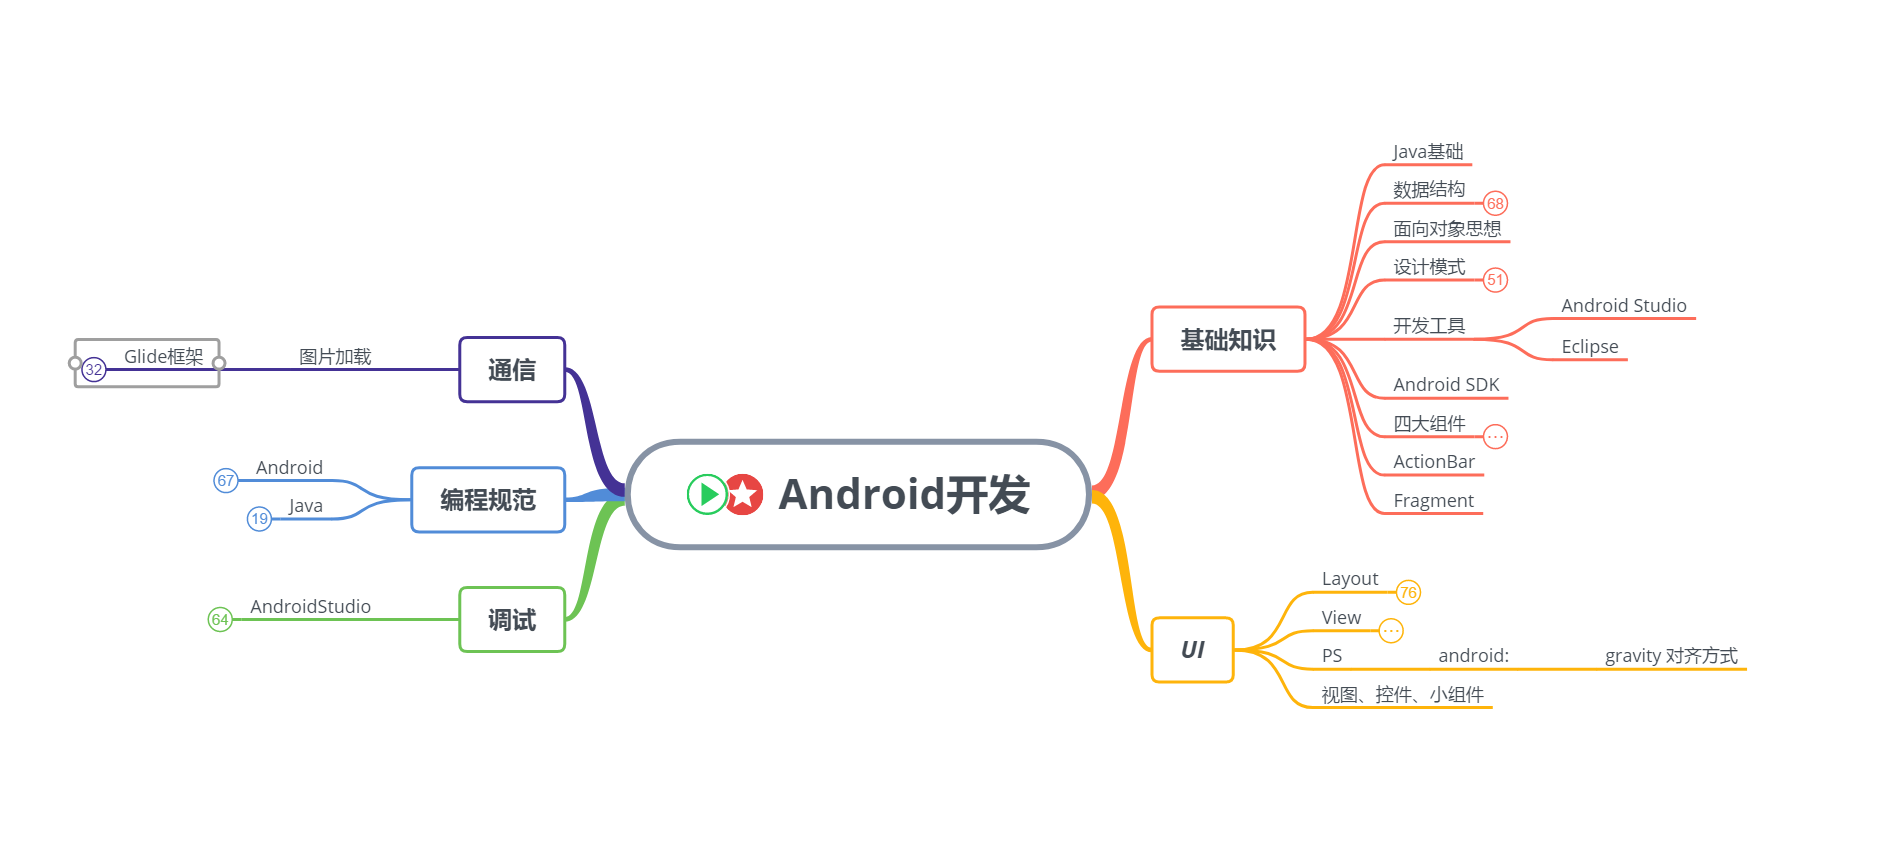 Android开发
基础知识
Java基础
数据结构
68
面向对象思想
设计模式
51
开发工具
Android Studio
Eclipse
Android SDK
四大组件
...
ActionBar
Fragment
UI
Layout
76
View
...
PS
android:
gravity 对齐方式
视图、控件、小组件
通信
图片加载
Glide框架
32
编程规范
Android
67
Java
19
调试
AndroidStudio
64